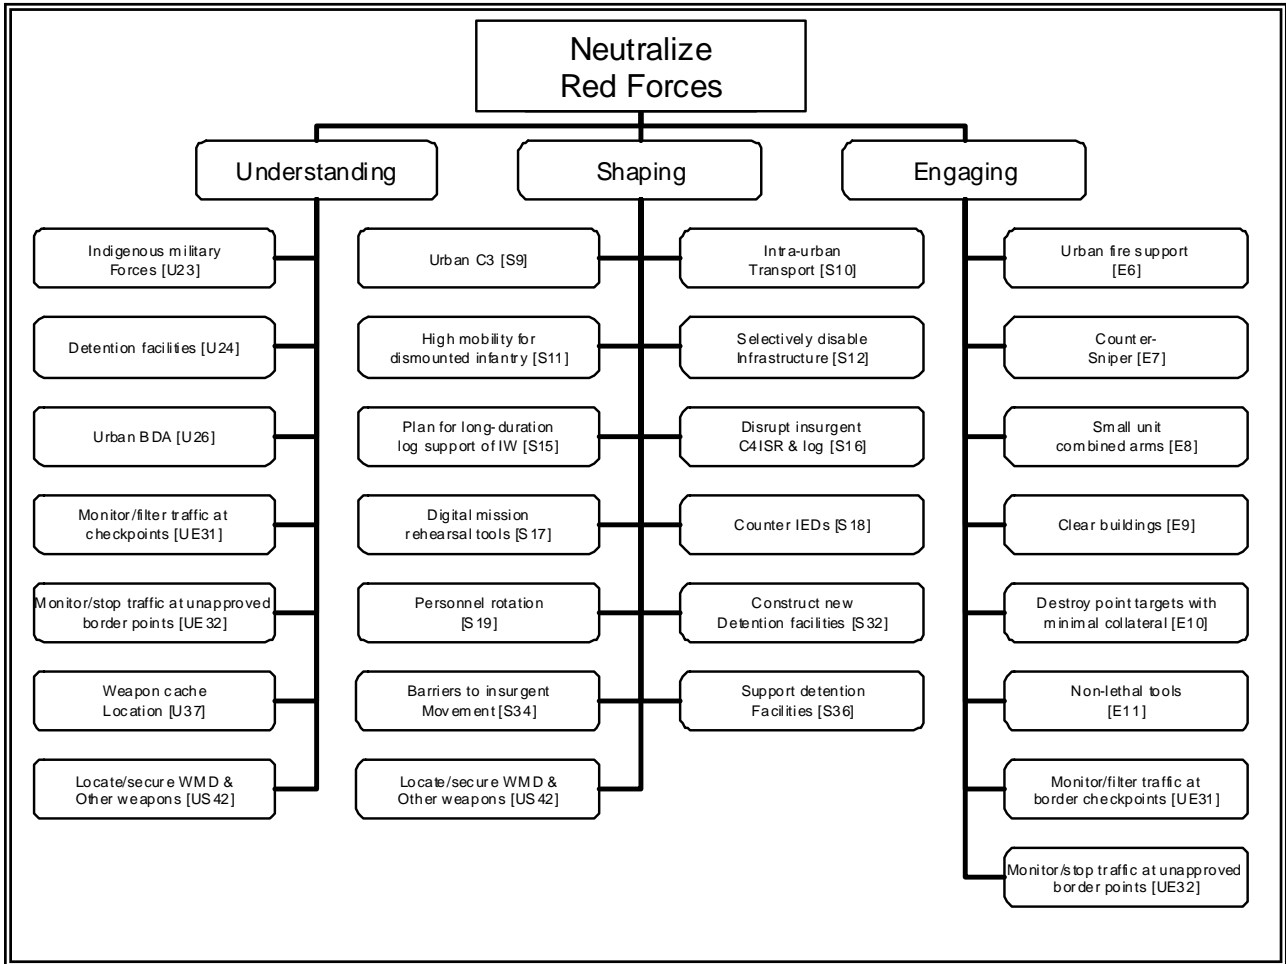 Neutralize
Red Forces
Understanding
Shaping
Engaging
Indigenous military
Forces [U23]
Detention facilities [U24]
Urban BDA [U26]
Monitor/filter traffic at
checkpoints [UE31]
Monitor/stop traffic at unapproved
border points [UE32]
Weapon cache
Location [U37]
Locate/secure WMD &
Other weapons [US42]
Urban C3 [S9]
High mobility for
dismounted infantry [S11]
Plan for long-duration
log support of IW [S15]
Digital mission
rehearsal tools [S17]
Personnel rotation
[S19]
Barriers to insurgent
Movement [S34]
Locate/secure WMD &
Other weapons [US42]
Intra-urban
Transport [S10]
Selectively disable
Infrastructure [S12]
Disrupt insurgent
C4ISR & log [S16]
Counter IEDs [S18]
Construct new
Detention facilities [S32]
Support detention
Facilities [S36]
Urban fire support
[E6]
Counter-
Sniper [E7]
Small unit
combined arms [E8]
Clear buildings [E9]
Destroy point targets with
minimal collateral [E10]
Non-lethal tools
[E11]
Monitor/filter traffic at
border checkpoints [UE31]
Monitor/stop traffic at unapproved
border points [UE32]